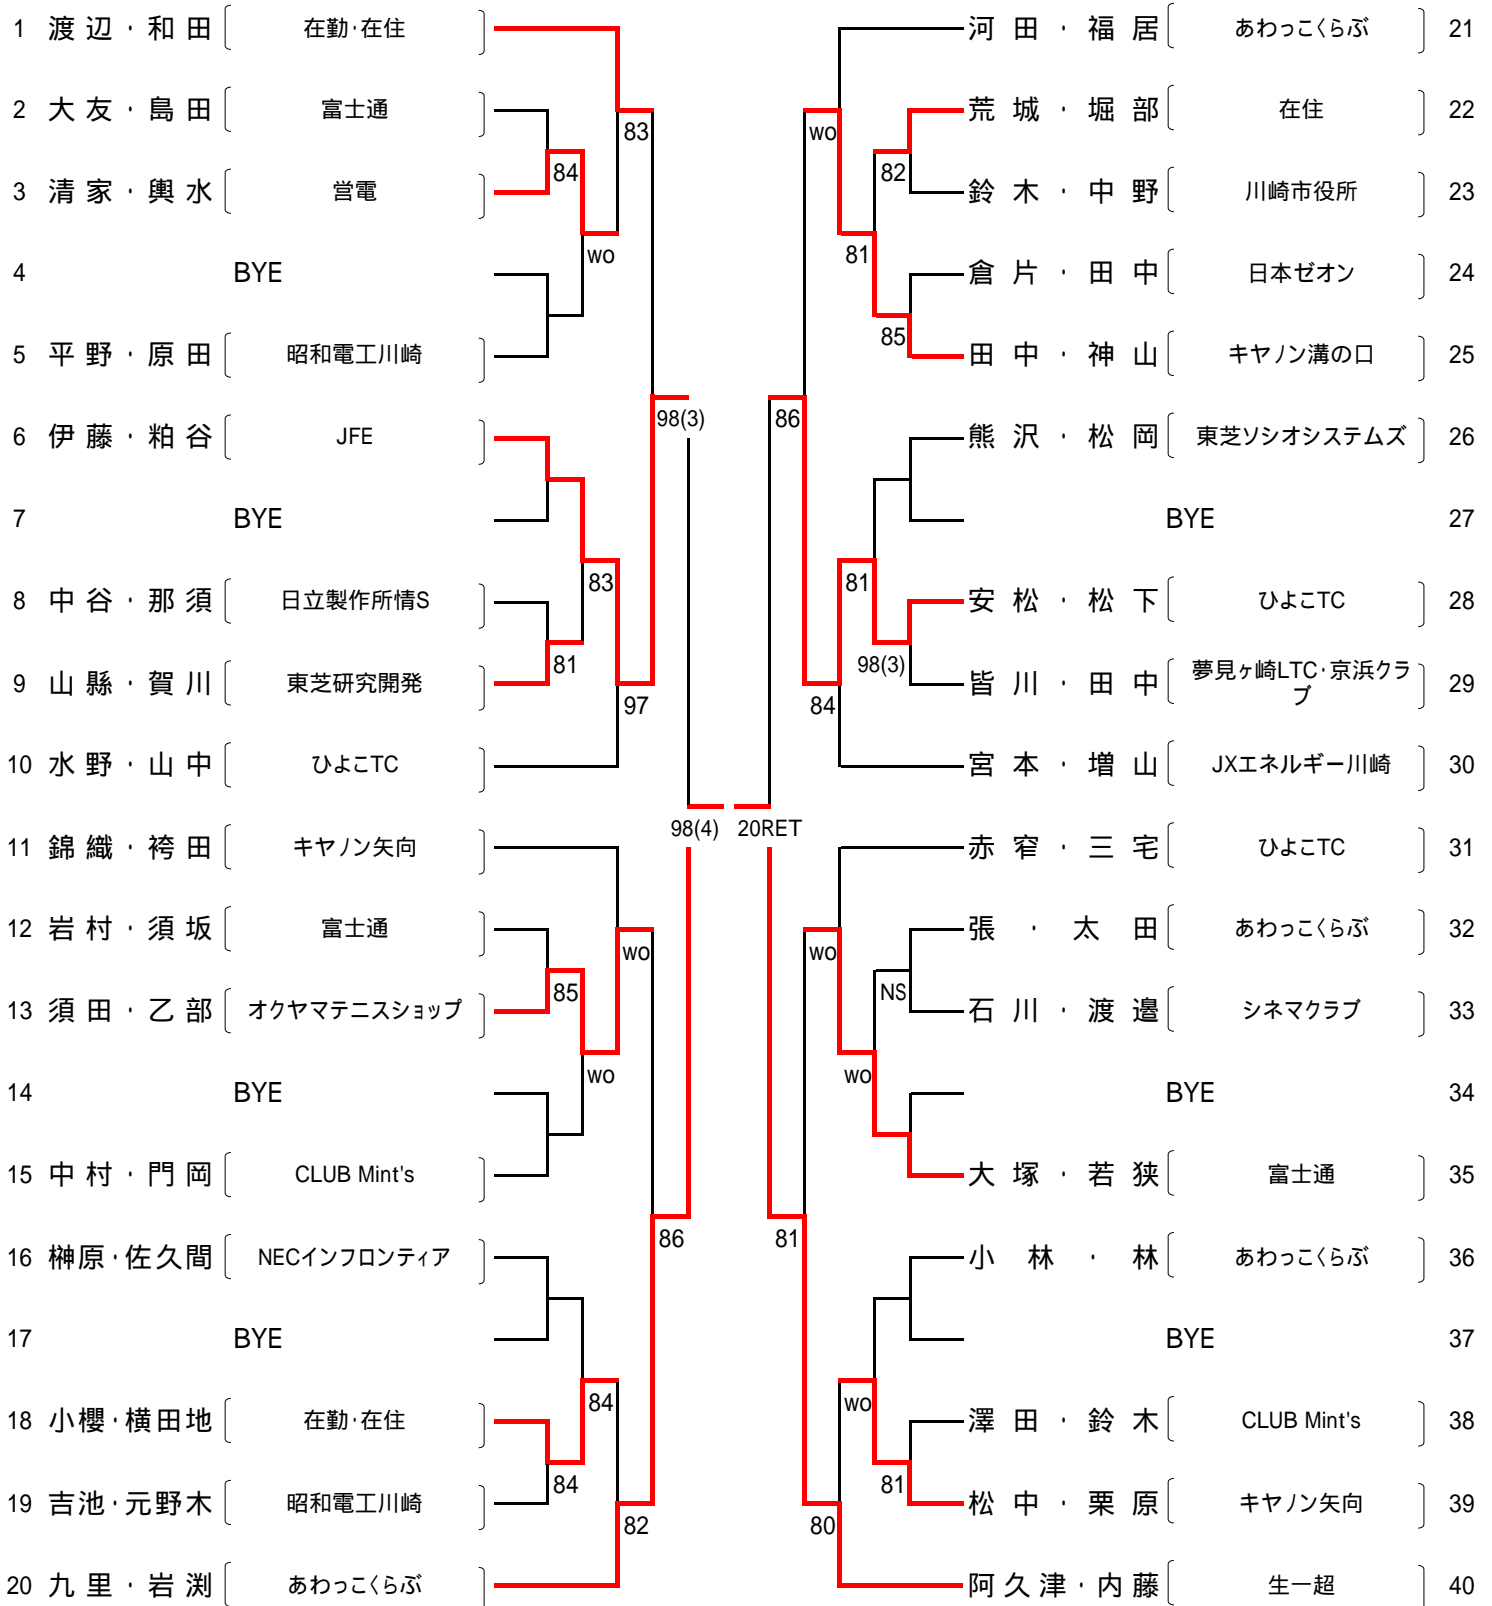 1 渡辺・和田 在勤・在住
2 大友・島田 富士通
3 清家・輿水 営電
4 BYE
5 平野・原田 昭和電工川崎
6 伊藤・粕谷 JFE
7 BYE
8 中谷・那須 日立製作所情S
9 山縣・賀川 東芝研究開発
10 水野・山中 ひよこTC
11 錦織・袴田 キヤノン矢向
12 岩村・須坂 富士通
13 須田・乙部 オクヤマテニスショップ
14 BYE
15 中村・門岡 CLUB Mint's
16 榊原・佐久間 NECインフロンティア
17 BYE
18 小櫻・横田地 在勤・在住
19 吉池・元野木 昭和電工川崎
20 九里・岩渕 あわっこくらぶ
83
84
wo
98(3)
83
81
97
98(4)
wo
85
wo
86
84
84
82
河田・福居 あわっこくらぶ 21
荒城・堀部 在住 22
鈴木・中野 川崎市役所 23
倉片・田中 日本ゼオン 24
田中・神山 キヤノン溝の口 25
熊沢・松岡 東芝ソシオシステムズ 26
BYE 27
安松・松下 ひよこTC 28
皆川・田中 夢見ヶ崎LTC・京浜クラ
ブ 29
宮本・増山 JXエネルギー川崎 30
赤窄・三宅 ひよこTC 31
張・太田 あわっこくらぶ 32
石川・渡邉 シネマクラブ 33
BYE 34
大塚・若狭 富士通 35
小林・林 あわっこくらぶ 36
BYE 37
澤田・鈴木 CLUB Mint's 38
松中・栗原 キヤノン矢向 39
阿久津・内藤 生一超 40
wo
82
81
85
86
81
98(3)
84
20RET
wo
NS
wo
81
wo
81
80